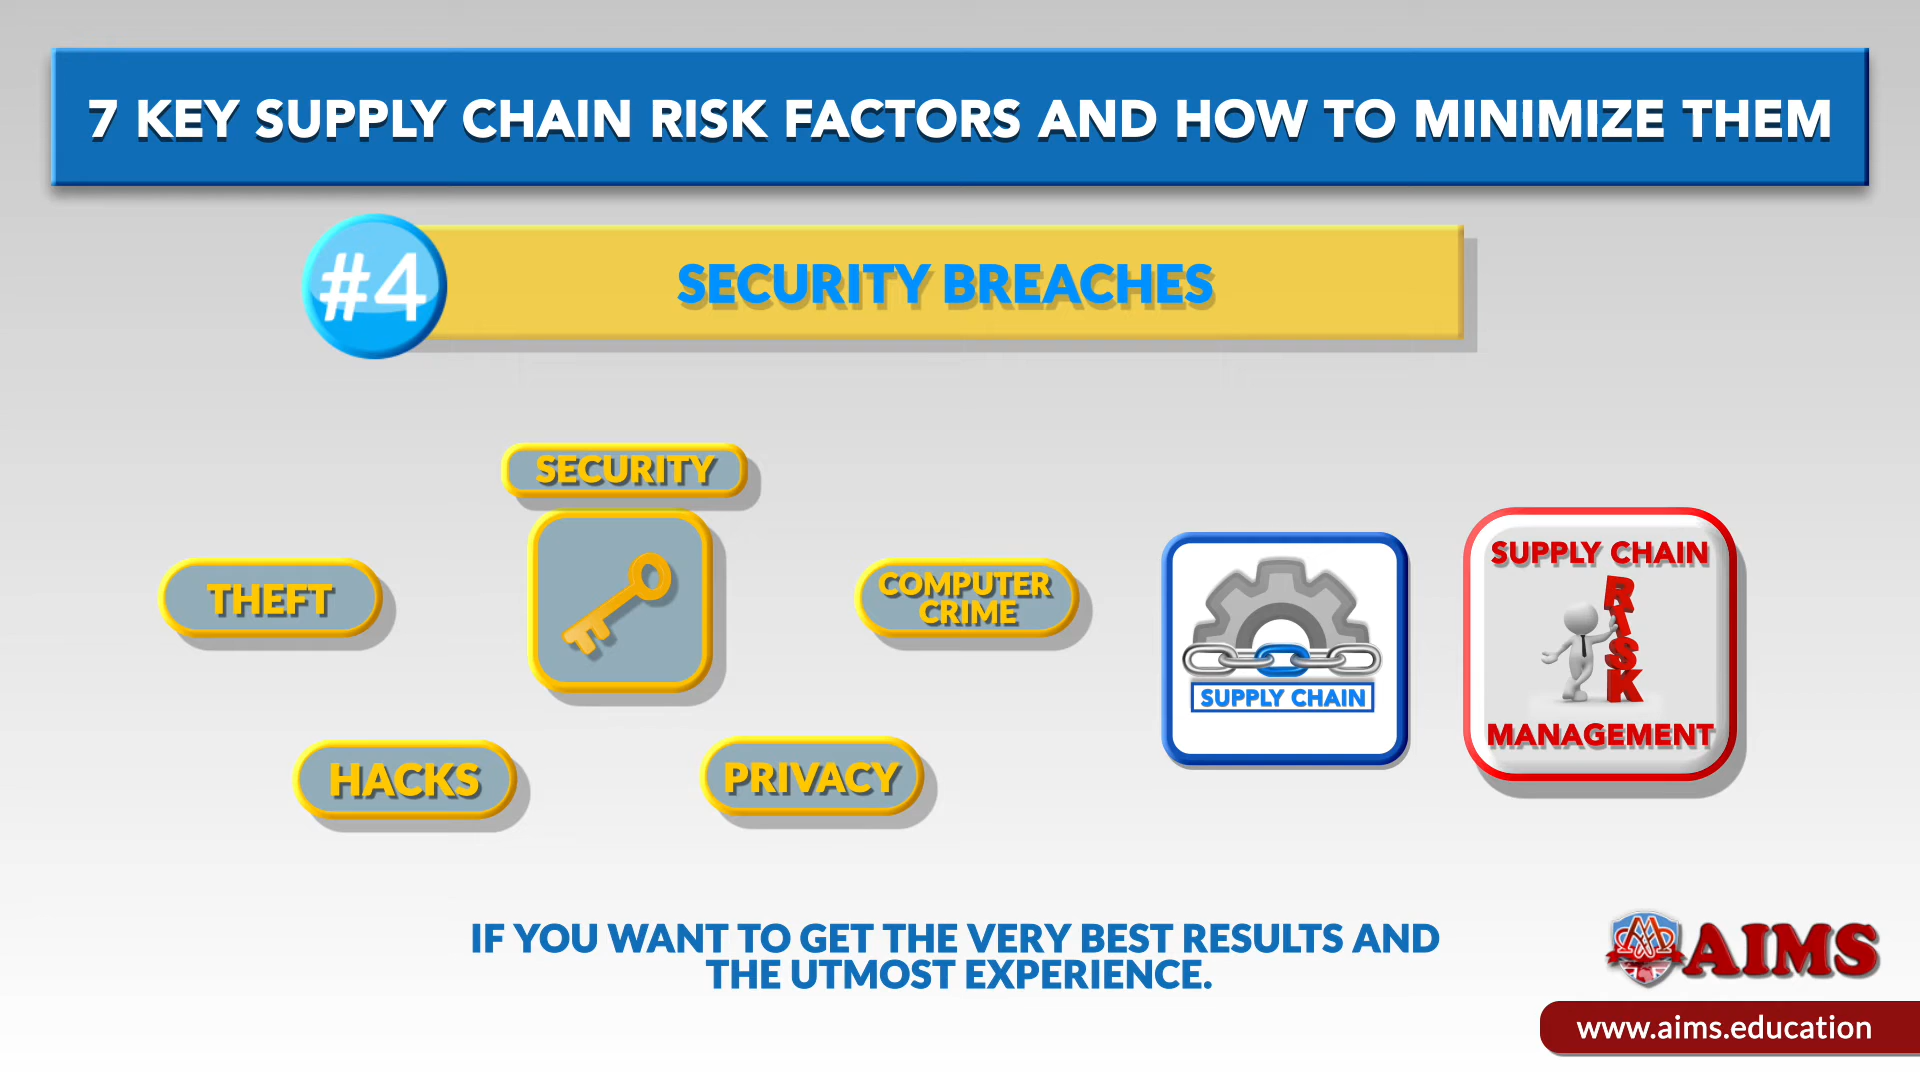 7 KEY SUPPLY CHAIN RISK FACTORS AND HOW TO MINIMIZE THEM
#4
SECURITY BREACHES
SECURITY
THEFT
COMPUTER
CRIME
HACKS
PRIVACY
SUPPLY CHAIN
SUPPLY CHAIN
RISK
MANAGEMENT
IF YOU WANT TO GET THE VERY BEST RESULTS AND
THE UTMOST EXPERIENCE.
AIMS
www.aims.education